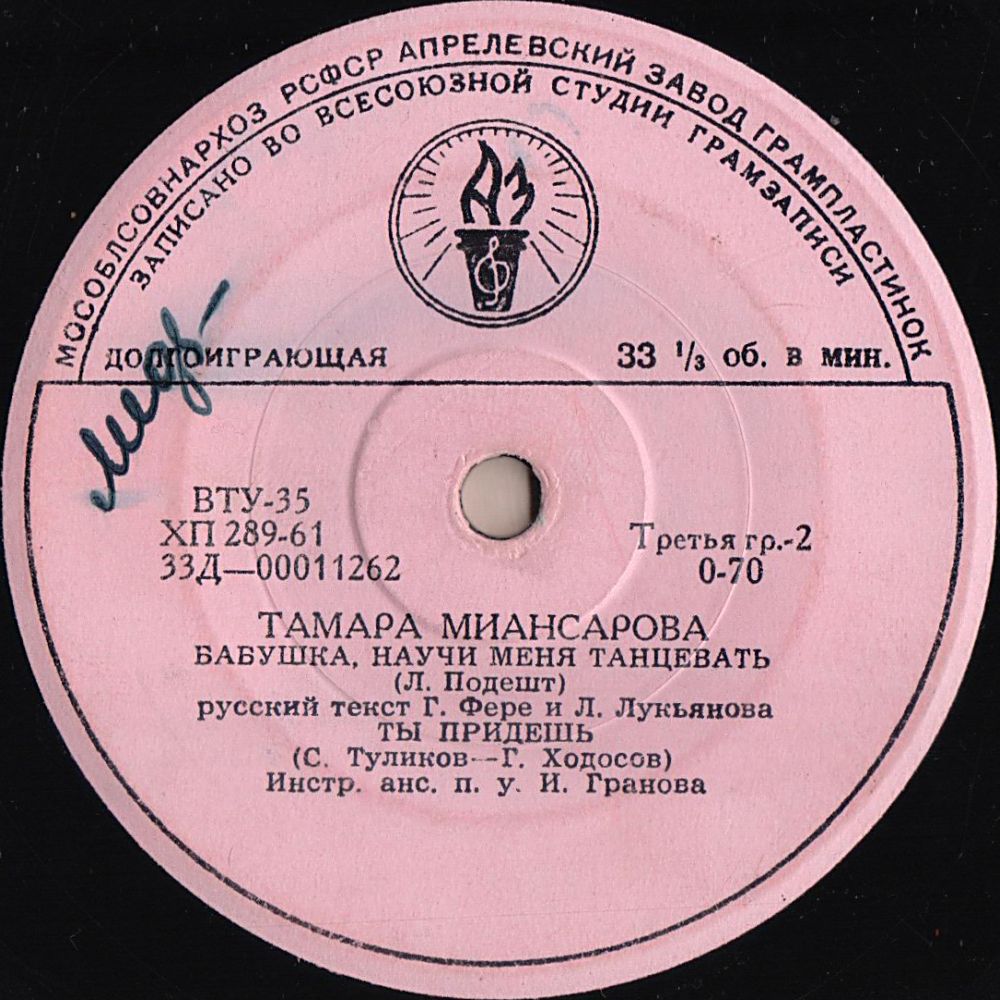 МОСОБЛСОВНАРХОЗ РСФСР АПРЕЛЕВСКИЙ ЗАВОД ГРАМПЛАСТИНОК
ЗАПИСАНО ВО ВСЕСОЮЗНОЙ СТУДИИ ГРАМЗАПИСИ
АЗ
ДОЛГОИГРАЮЩАЯ 33 ⅓ об. в мин.
ВТУ-35
ХП 289-61 Третья гр.-2
33Д—00011262 0-70
ТАМАРА МИАНСАРОВА
БАБУШКА, НАУЧИ МЕНЯ ТАНЦЕВАТЬ
(Л. Подешт)
русский текст Г. Фере и Л. Лукьянова
ТЫ ПРИДЕШЬ
(С. Туликов—Г. Ходосов)
Инстр. анс. п. у. И. Гранова